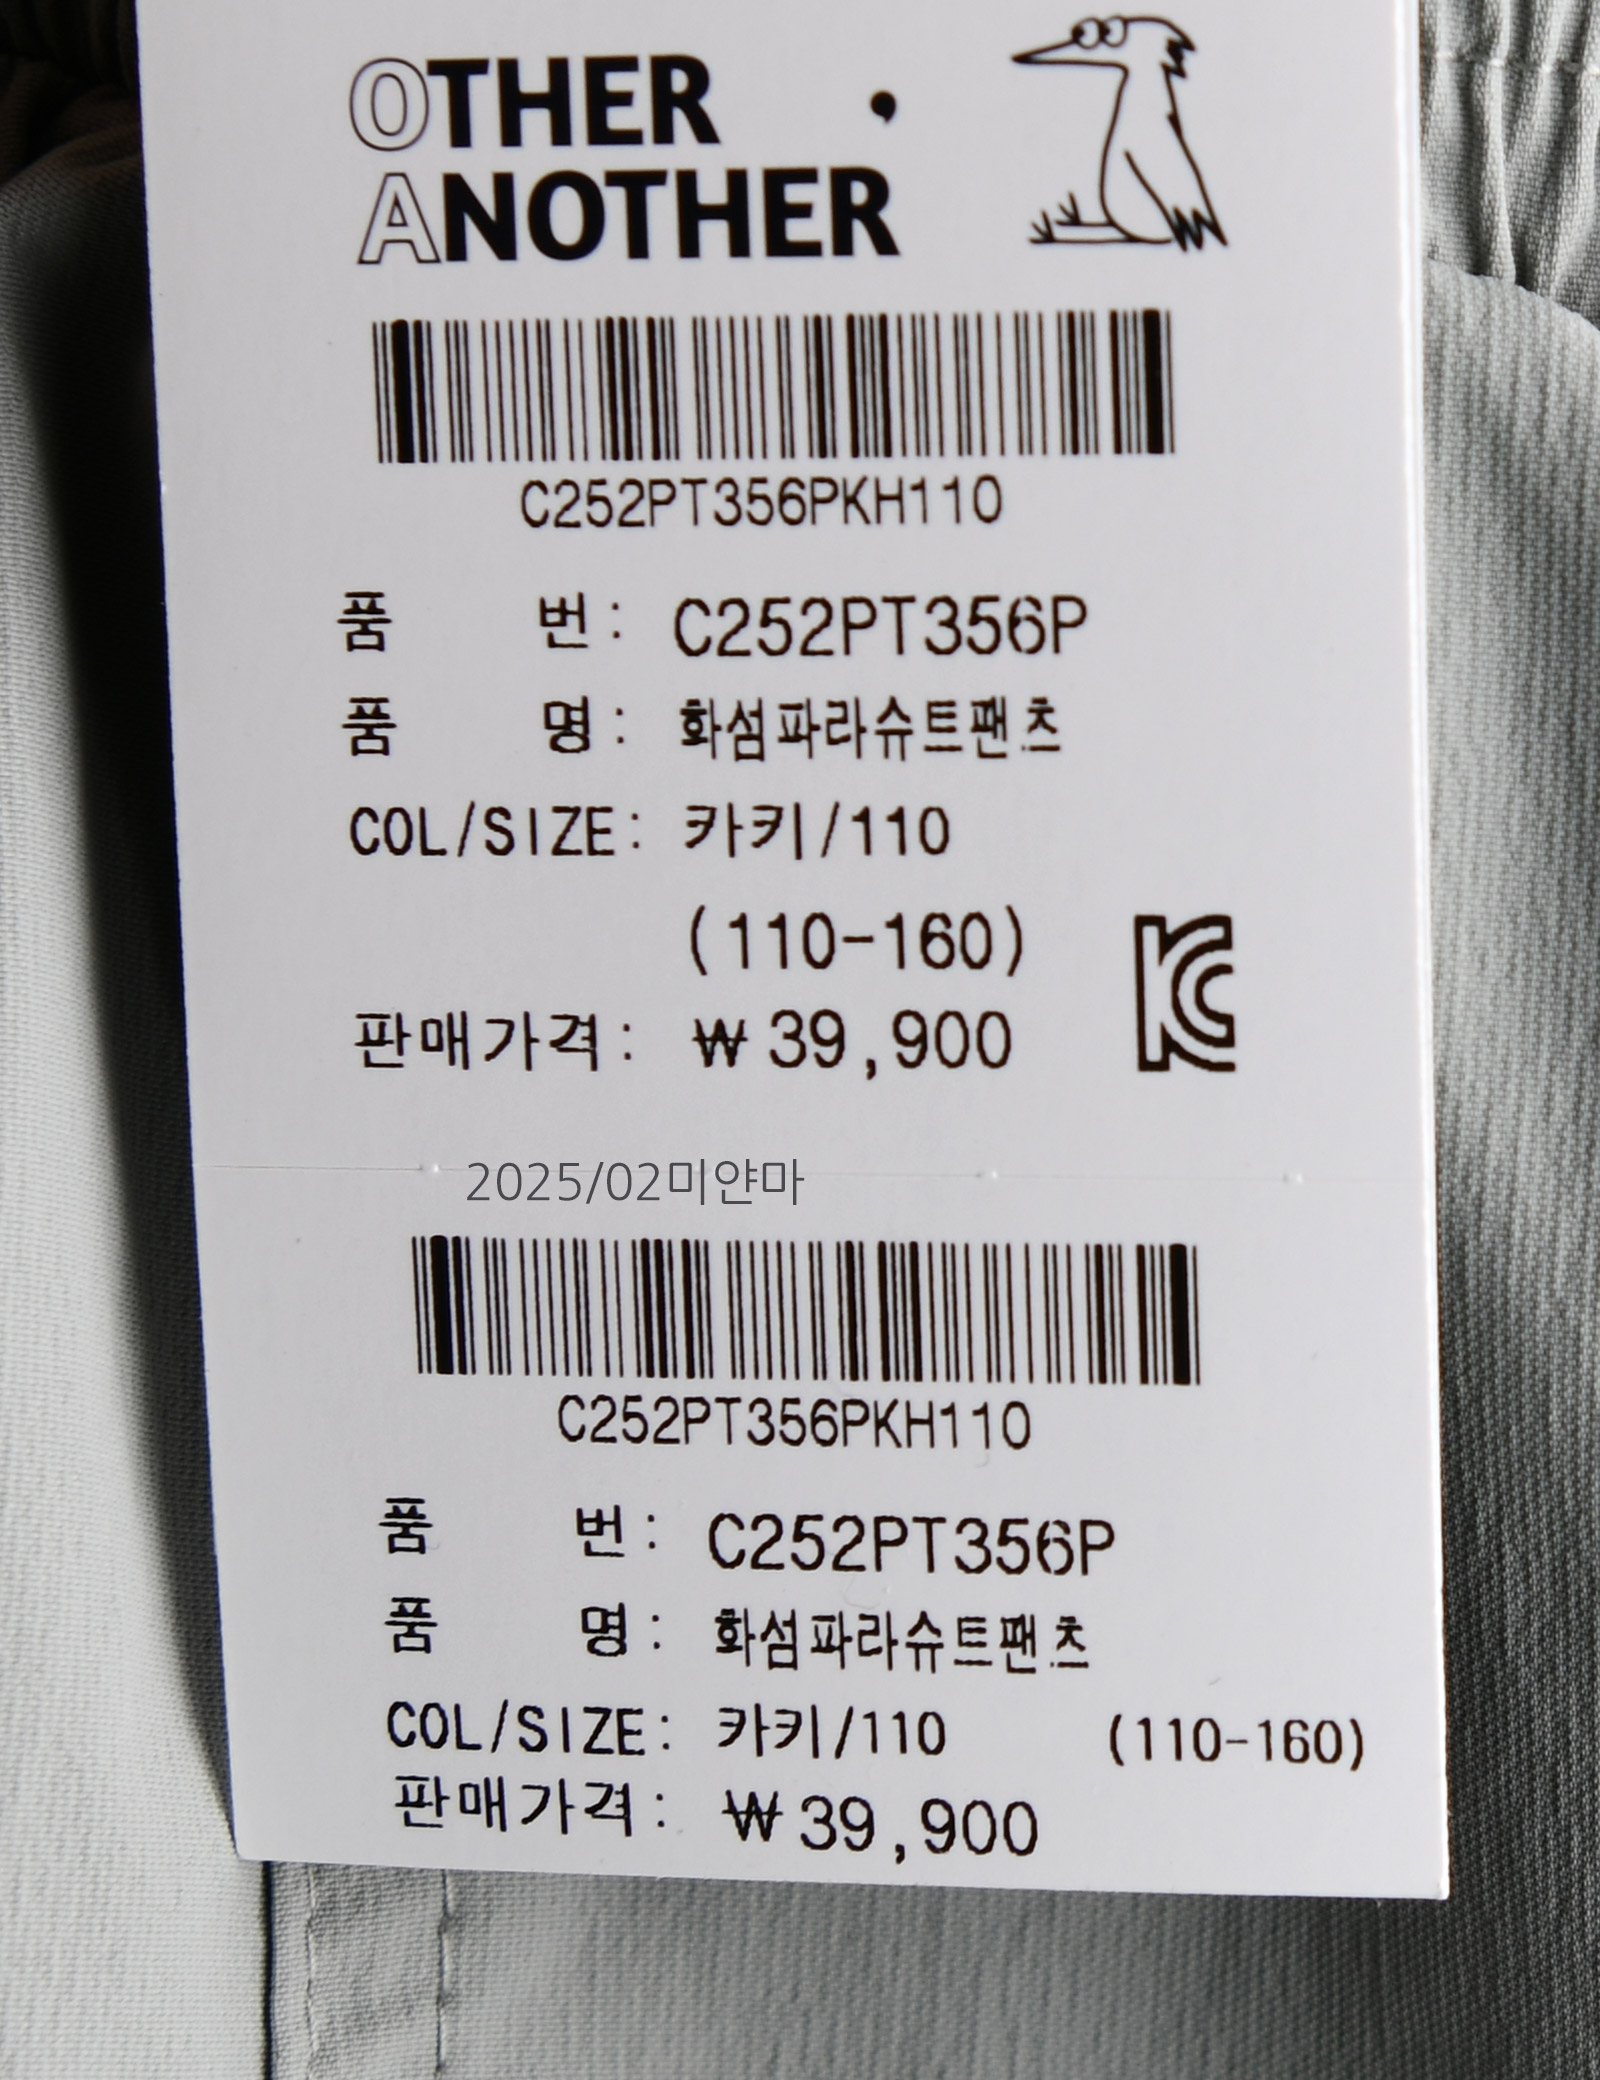 OTHER
ANOTHER
C252PT356PKH110
품 번: C252PT356P
품 명: 화섬파라슈트팬츠
COL/SIZE: 카키/110
(110-160)
판매가격: ₩39,900
2025/02미얀마
C252PT356PKH110
품 번: C252PT356P
품 명: 화섬파라슈트팬츠
COL/SIZE: 카키/110 (110-160)
판매가격: ₩39,900